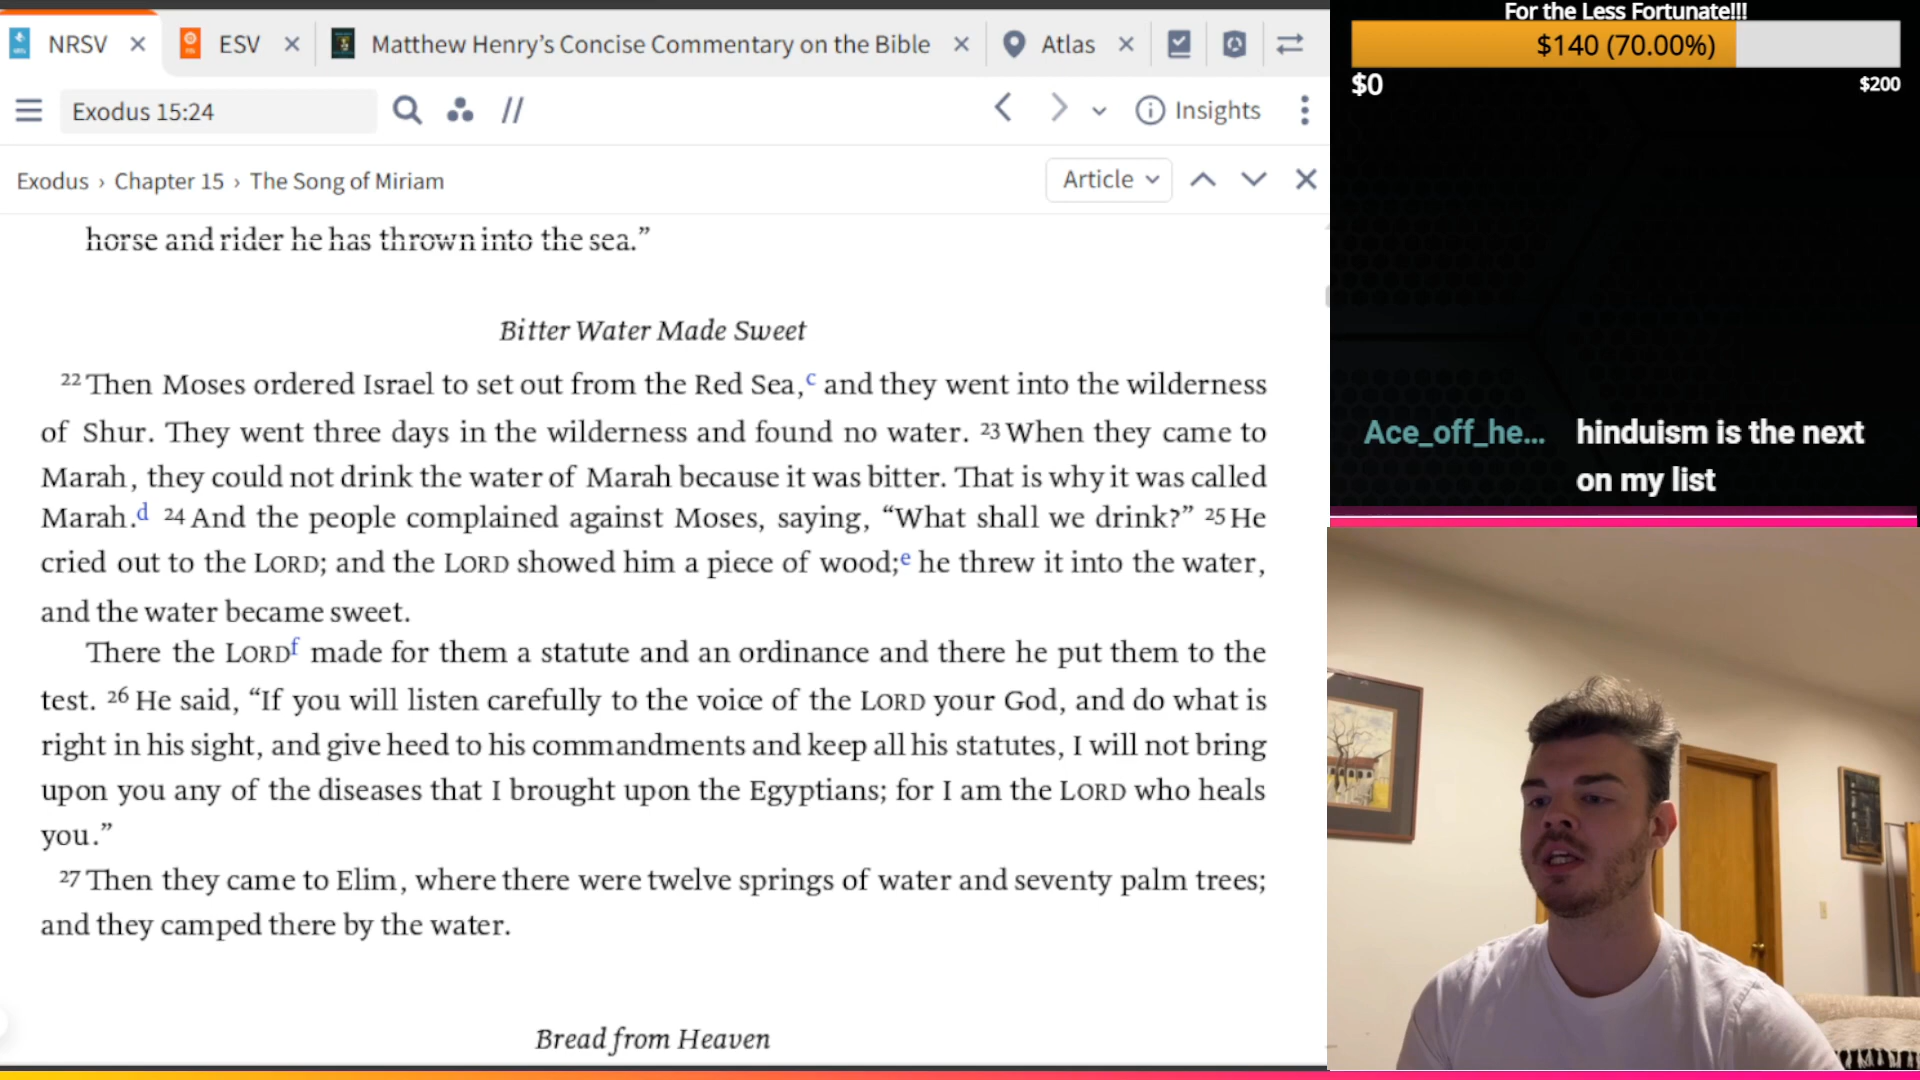 NRSV
ESV
Matthew Henry’s Concise Commentary on the Bible
Atlas
Exodus 15:24
Insights
Exodus › Chapter 15 › The Song of Miriam
Article
horse and rider he has thrown into the sea.”
Bitter Water Made Sweet
22 Then Moses ordered Israel to set out from the Red Sea,c and they went into the wilderness
of Shur. They went three days in the wilderness and found no water. 23 When they came to
Marah, they could not drink the water of Marah because it was bitter. That is why it was called
Marah.d 24 And the people complained against Moses, saying, “What shall we drink?” 25 He
cried out to the LORD; and the LORD showed him a piece of wood;e he threw it into the water,
and the water became sweet.
There the LORDf made for them a statute and an ordinance and there he put them to the
test. 26 He said, “If you will listen carefully to the voice of the LORD your God, and do what is
right in his sight, and give heed to his commandments and keep all his statutes, I will not bring
upon you any of the diseases that I brought upon the Egyptians; for I am the LORD who heals
you.”
27 Then they came to Elim, where there were twelve springs of water and seventy palm trees;
and they camped there by the water.
Bread from Heaven
For the Less Fortunate!!!
$140 (70.00%)
$0
$200
Ace_off_he... hinduism is the next
on my list